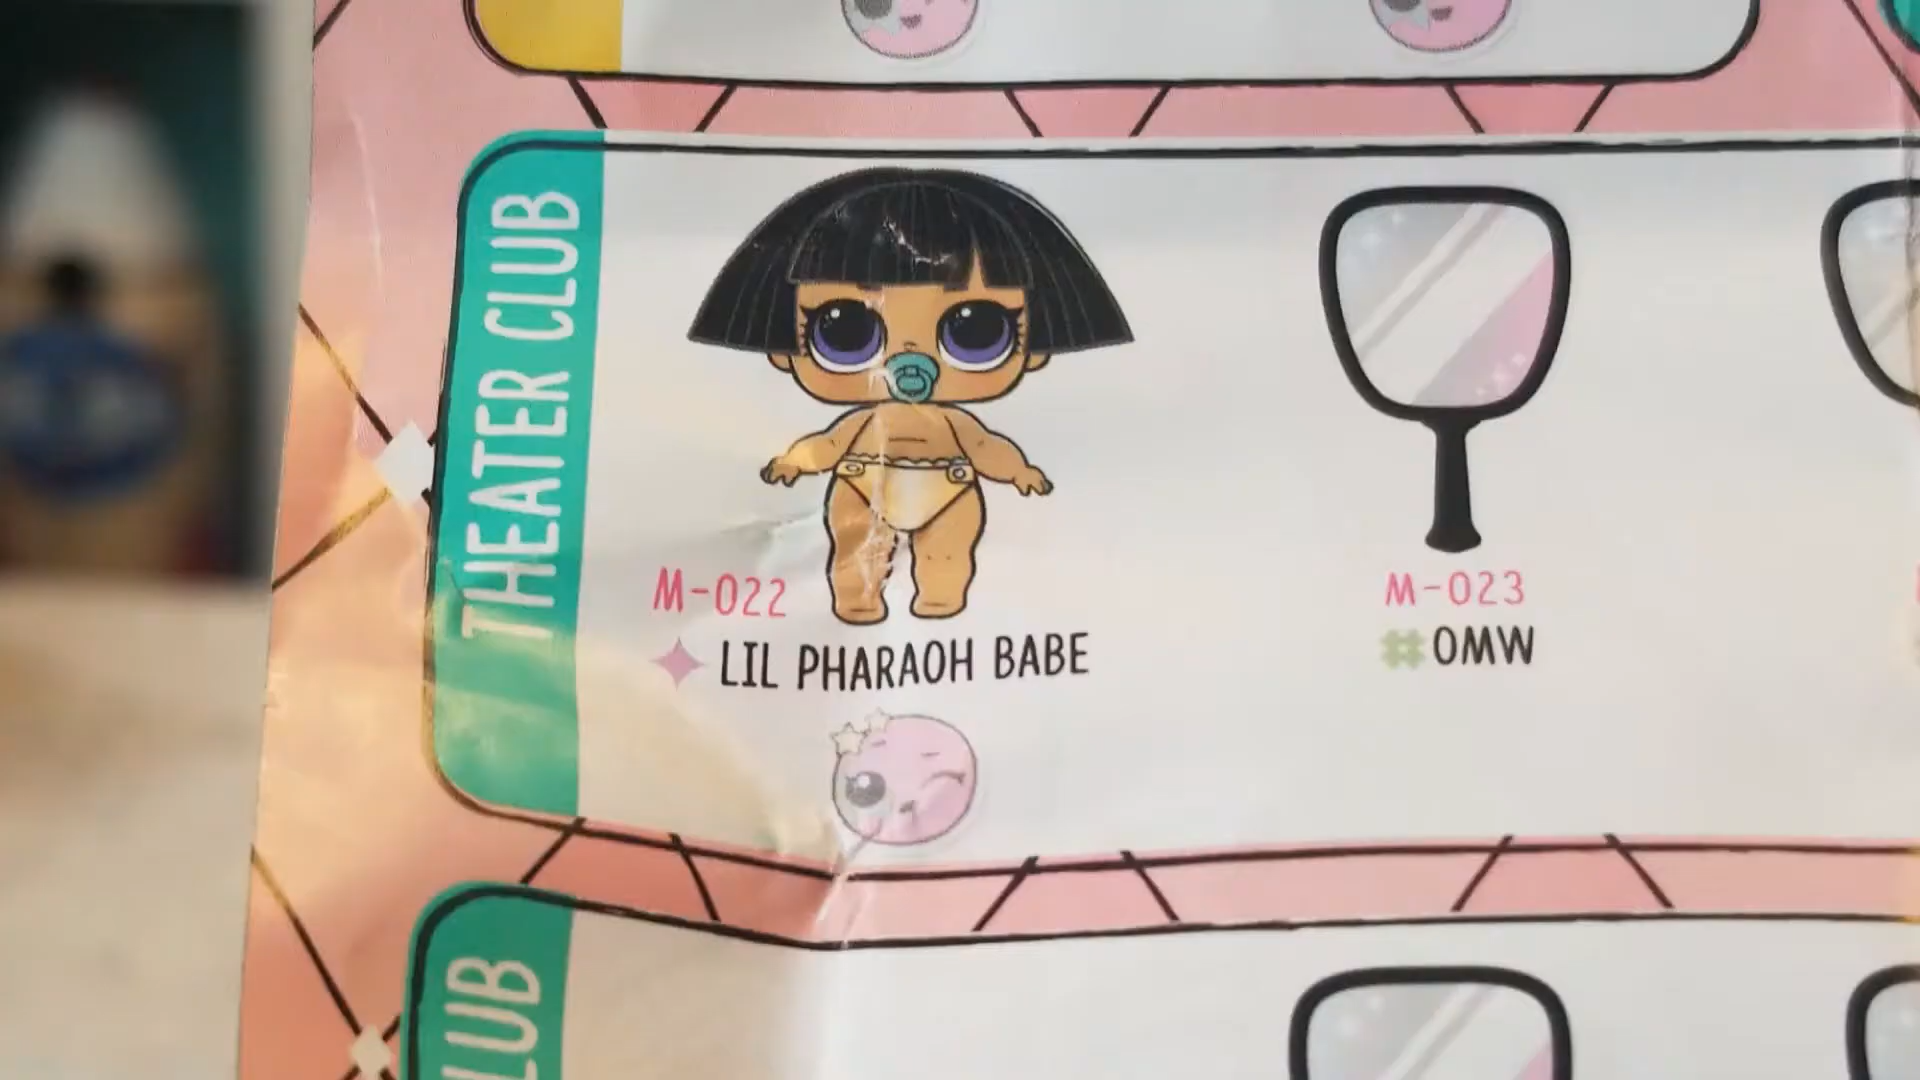 THEATER CLUB
M-022
LIL PHARAOH BABE
M-023
#OMW
LUB